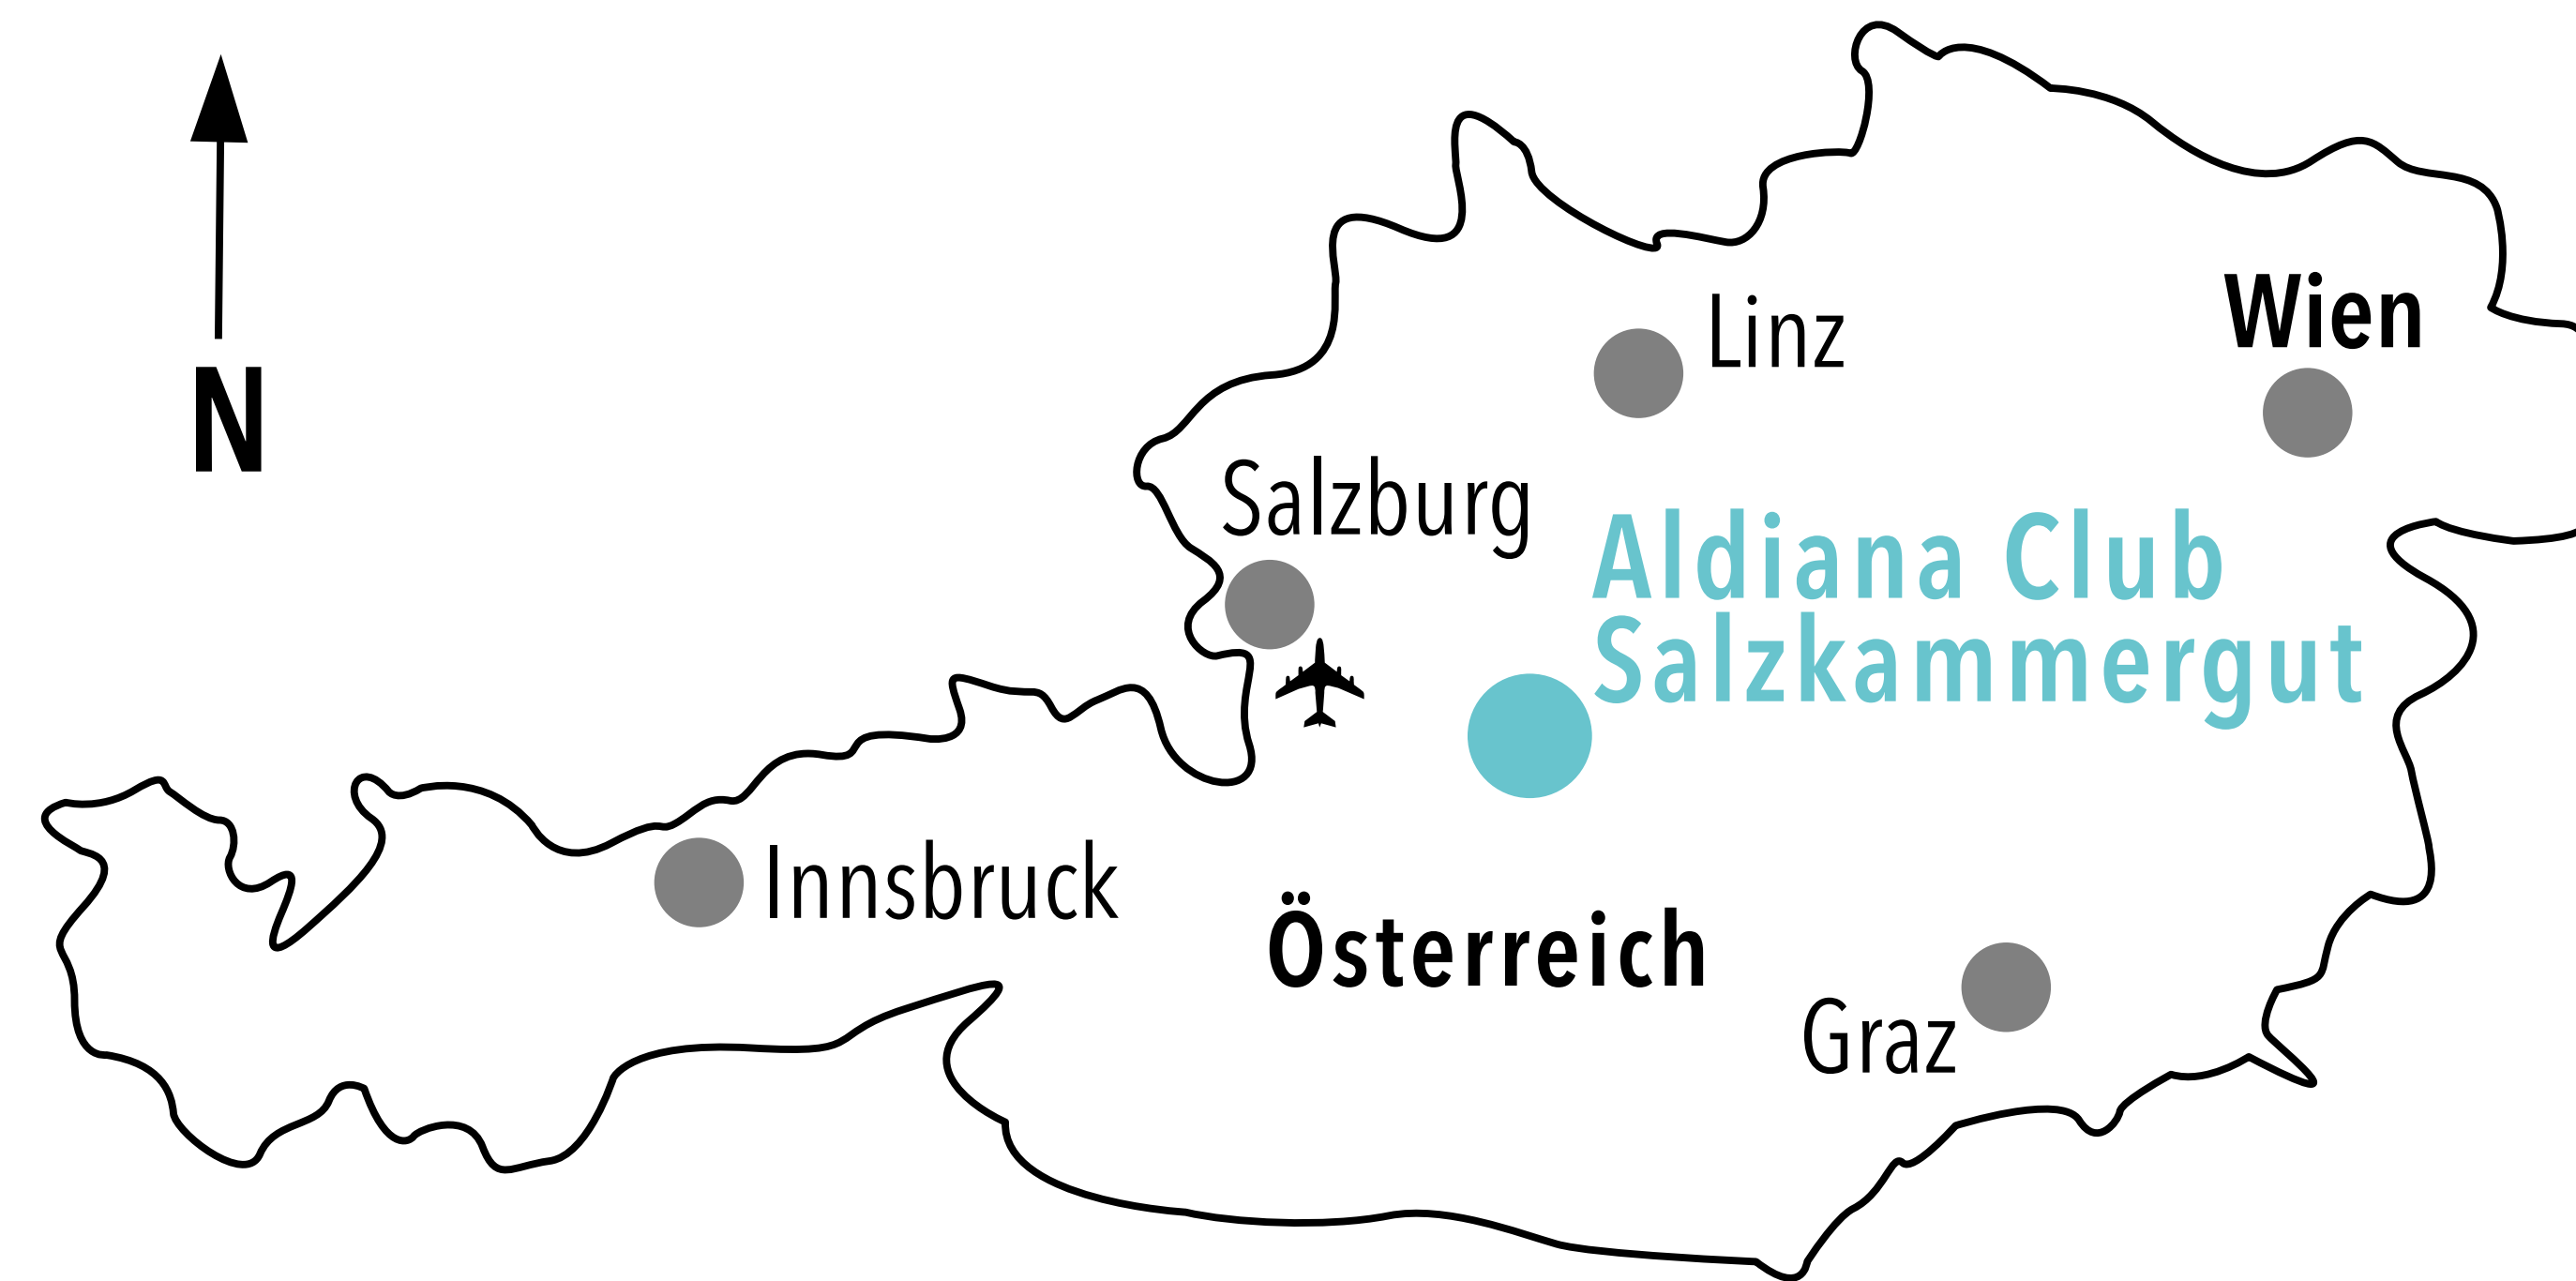 N
Linz
Wien
Salzburg
Aldiana Club
Salzkammergut
Innsbruck
Österreich
Graz